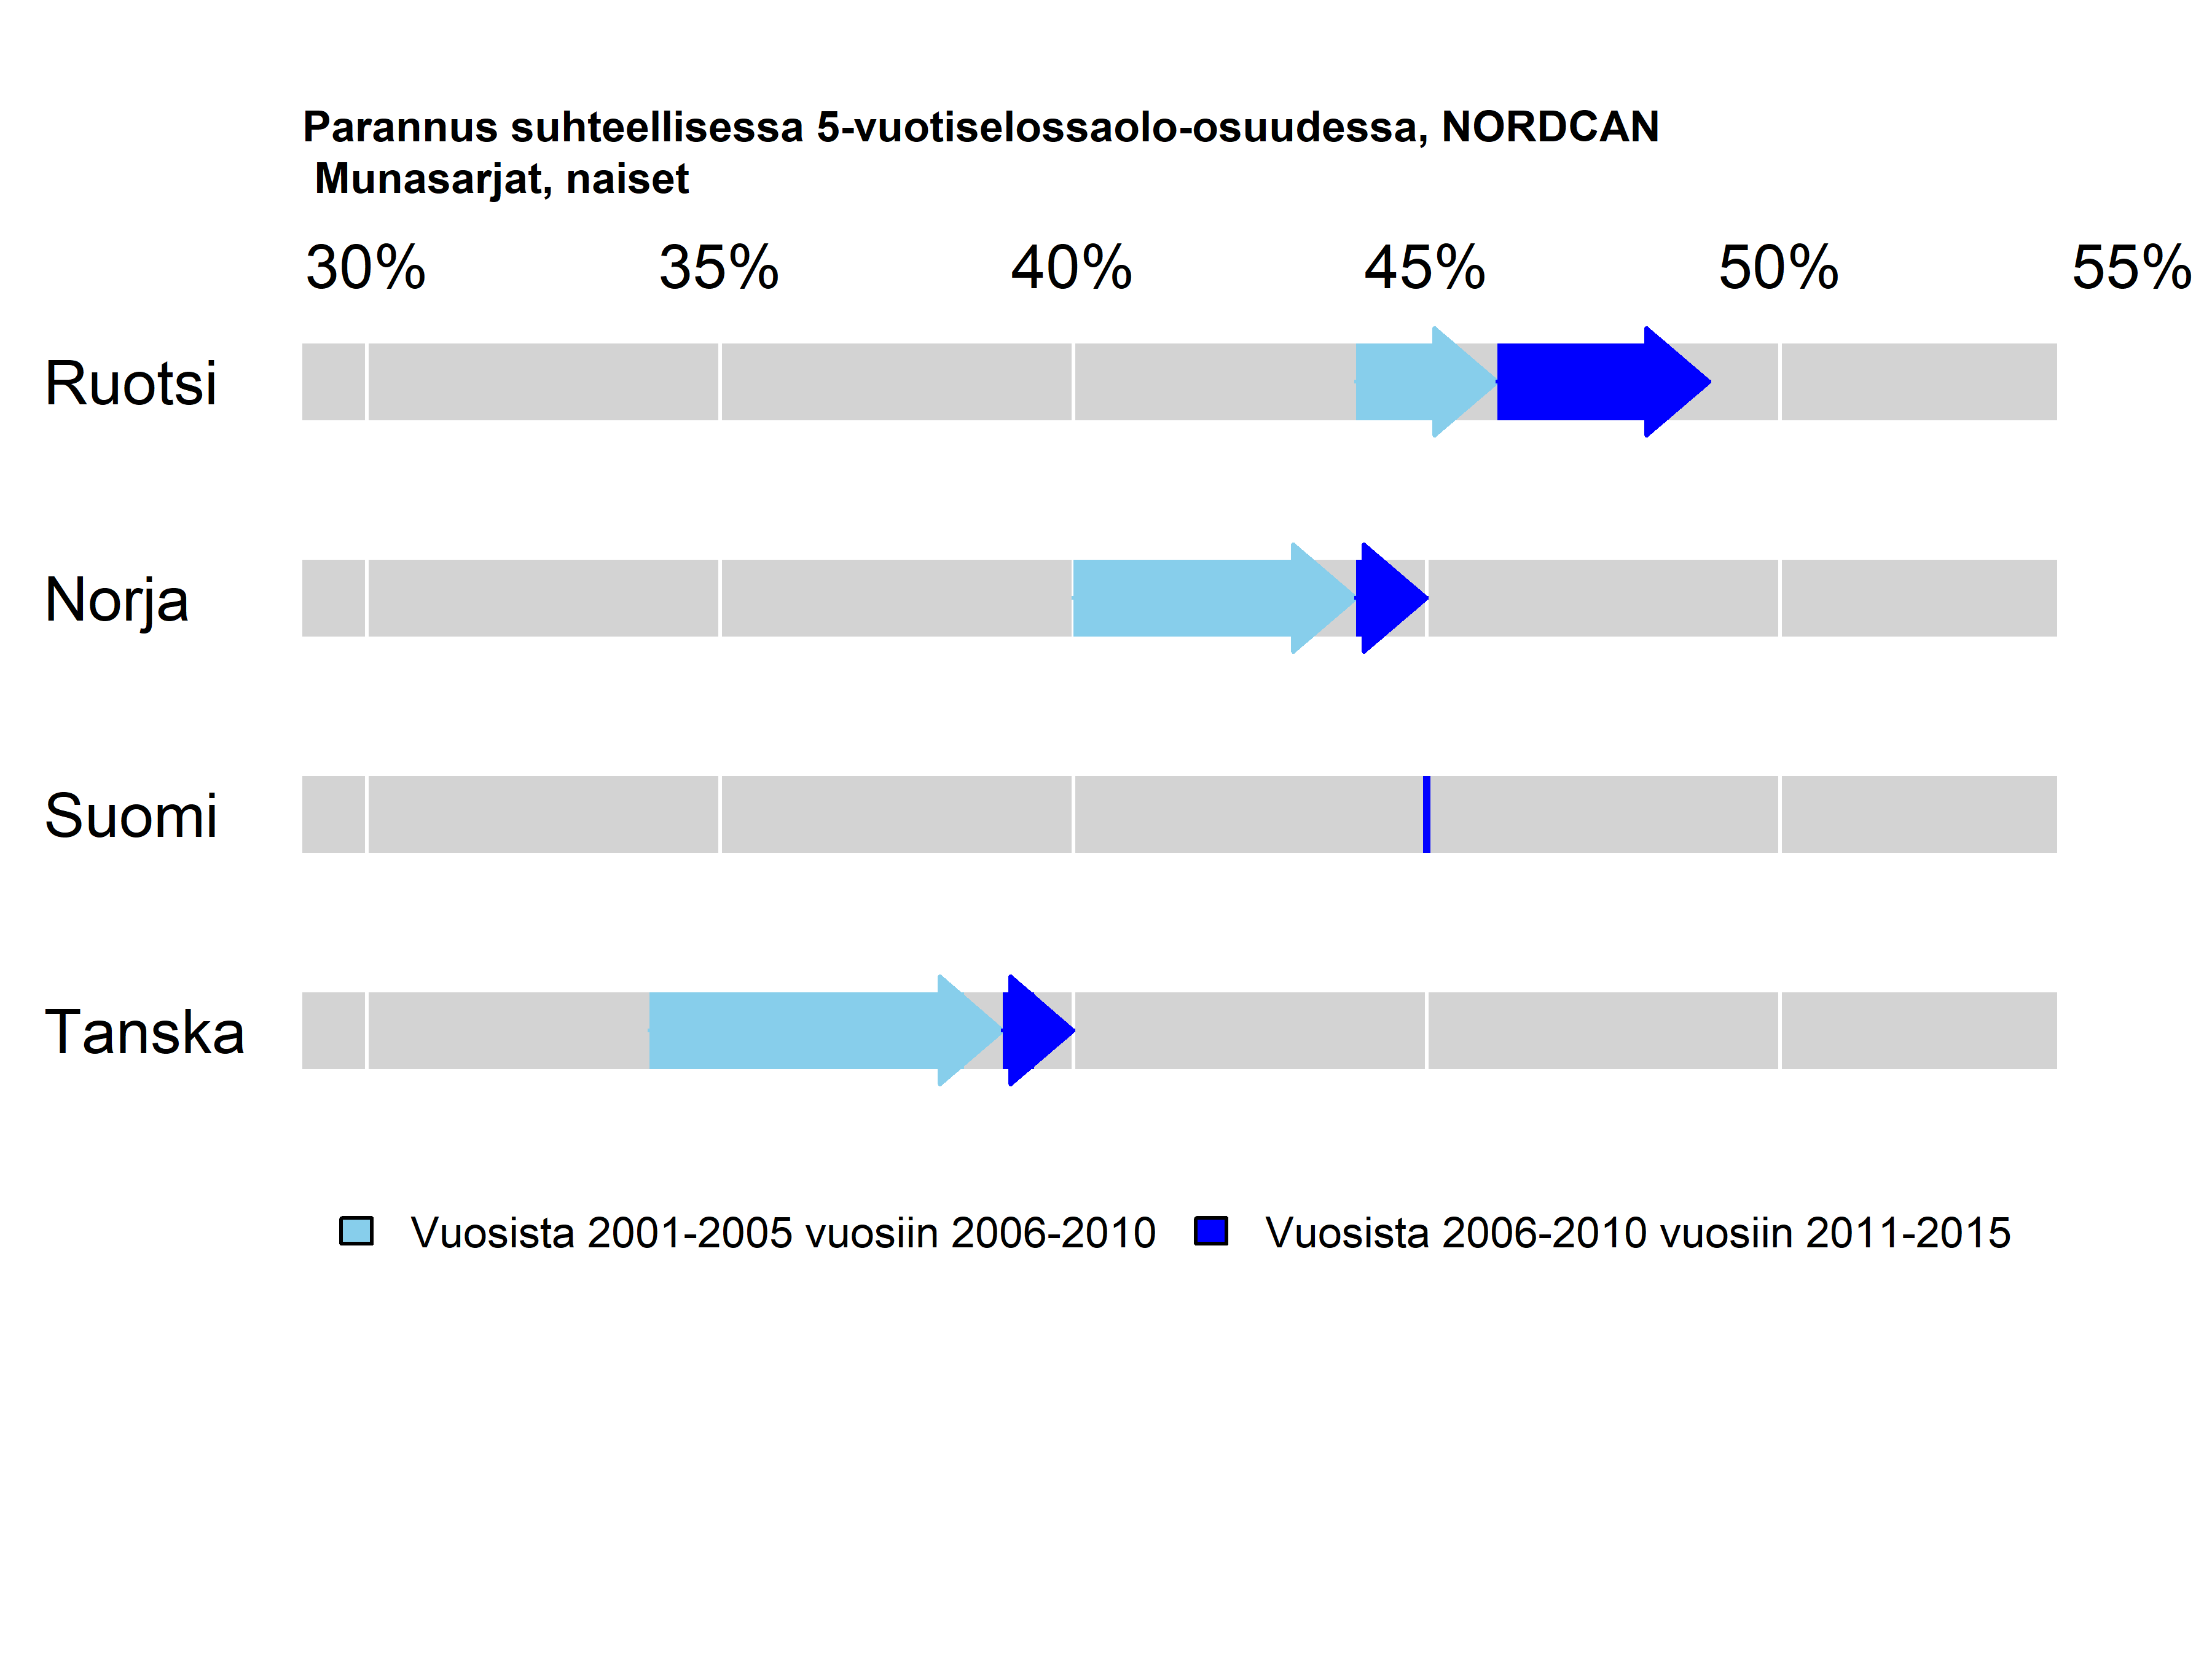 Parannus suhteellisessa 5-vuotiselossaolo-osuudessa, NORDCAN
Munasarjat, naiset
30% 35% 40% 45% 50% 55%
Ruotsi
Norja
Suomi
Tanska
Vuosista 2001-2005 vuosiin 2006-2010 Vuosista 2006-2010 vuosiin 2011-2015